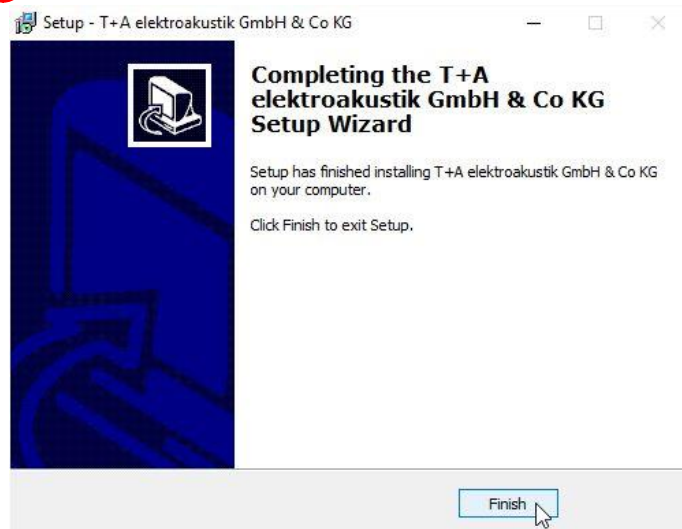 Setup - T+A elektroakustik GmbH & Co KG
Completing the T+A
elektroakustik GmbH & Co KG
Setup Wizard
Setup has finished installing T+A elektroakustik GmbH & Co KG
on your computer.
Click Finish to exit Setup.
Finish